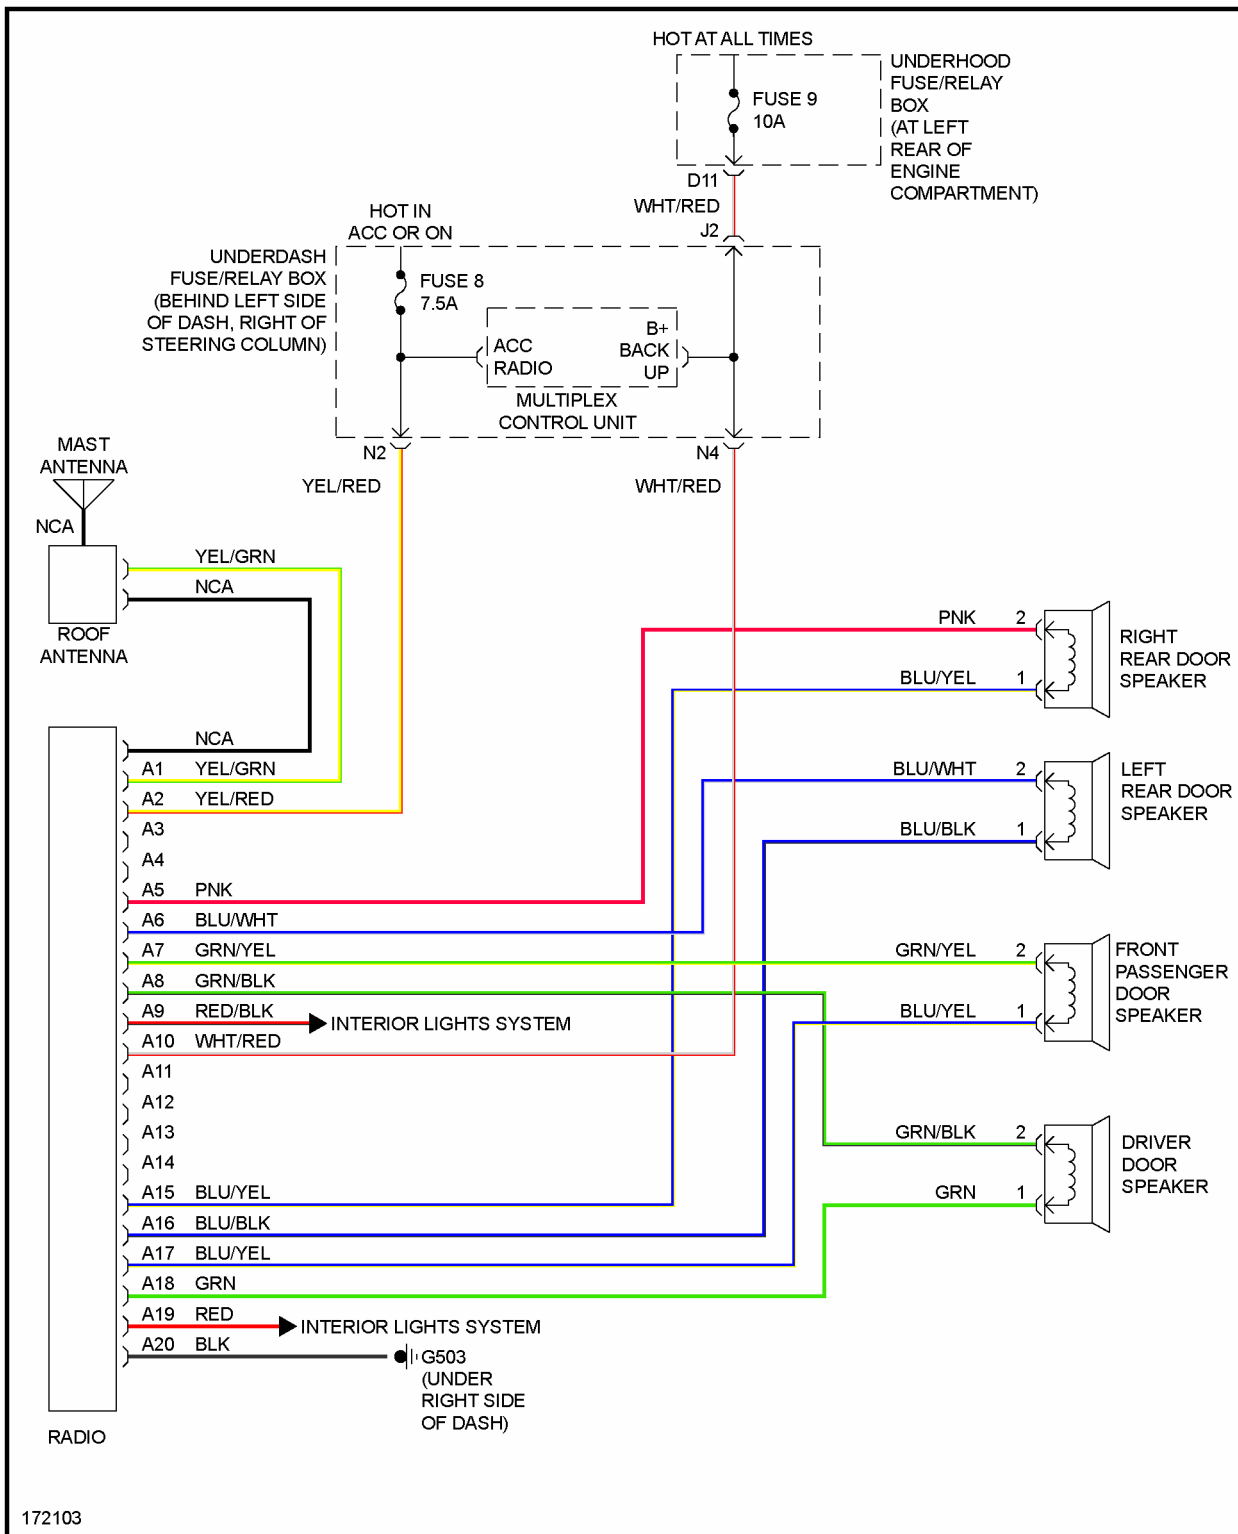 HOT AT ALL TIMES
UNDERHOOD
FUSE/RELAY
BOX
(AT LEFT
REAR OF
ENGINE
COMPARTMENT)
FUSE 9
10A
D11
WHT/RED
J2
HOT IN
ACC OR ON
UNDERDASH
FUSE/RELAY BOX
(BEHIND LEFT SIDE
OF DASH, RIGHT OF
STEERING COLUMN)
FUSE 8
7.5A
ACC
RADIO
B+
BACK
UP
MULTIPLEX
CONTROL UNIT
N2
N4
YEL/RED
WHT/RED
MAST
ANTENNA
NCA
YEL/GRN
NCA
ROOF
ANTENNA
PNK 2
BLU/YEL 1
RIGHT
REAR DOOR
SPEAKER
BLU/WHT 2
BLU/BLK 1
LEFT
REAR DOOR
SPEAKER
GRN/YEL 2
BLU/YEL 1
FRONT
PASSENGER
DOOR
SPEAKER
GRN/BLK 2
GRN 1
DRIVER
DOOR
SPEAKER
NCA
A1 YEL/GRN
A2 YEL/RED
A3
A4
A5 PNK
A6 BLU/WHT
A7 GRN/YEL
A8 GRN/BLK
A9 RED/BLK INTERIOR LIGHTS SYSTEM
A10 WHT/RED
A11
A12
A13
A14
A15 BLU/YEL
A16 BLU/BLK
A17 BLU/YEL
A18 GRN
A19 RED INTERIOR LIGHTS SYSTEM
A20 BLK G503
(UNDER
RIGHT SIDE
OF DASH)
RADIO
172103